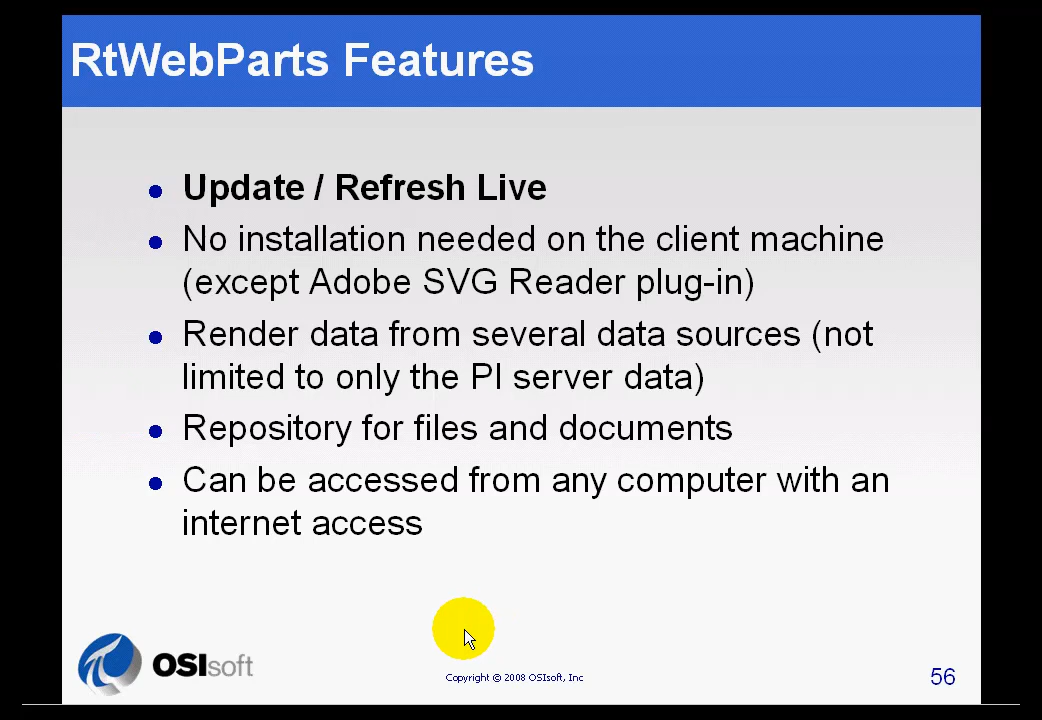 RtWebParts Features
Update / Refresh Live
No installation needed on the client machine
(except Adobe SVG Reader plug-in)
Render data from several data sources (not
limited to only the PI server data)
Repository for files and documents
Can be accessed from any computer with an
internet access
OSIsoft
Copyright © 2008 OSIsoft, Inc
56